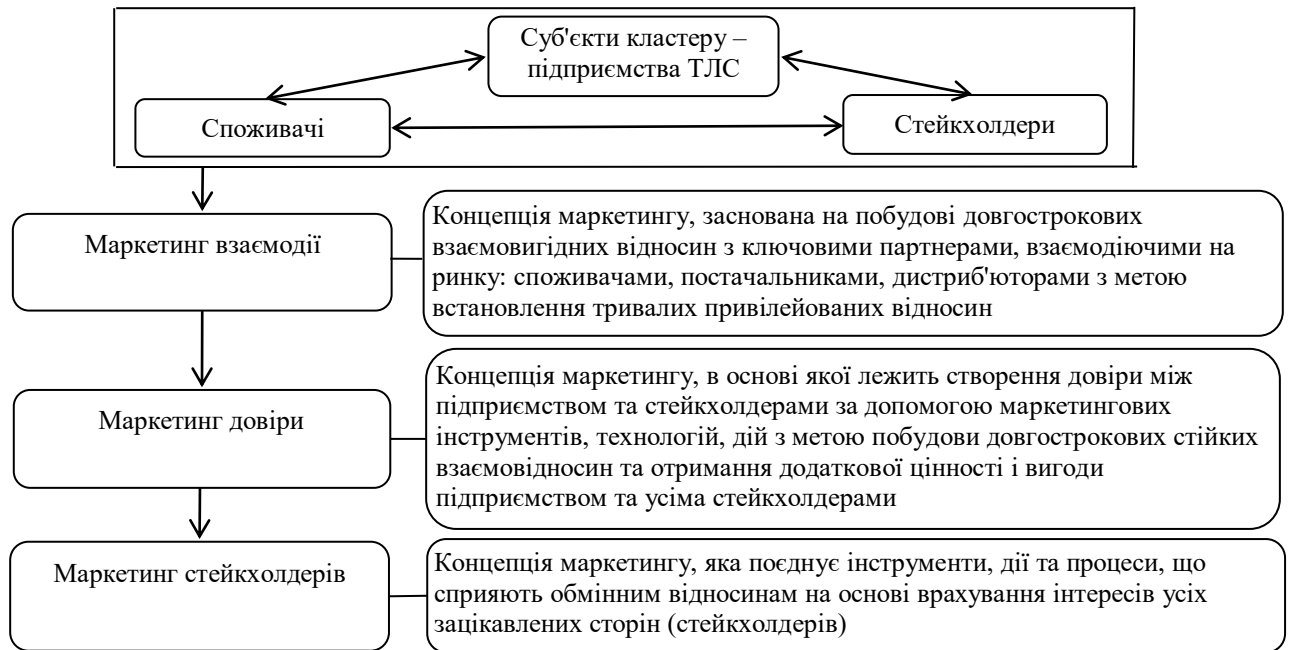 Суб'єкти кластеру –
підприємства ТЛС
Споживачі
Стейкхолдери
Маркетинг взаємодії
Концепція маркетингу, заснована на побудові довгострокових
взаємовигідних відносин з ключовими партнерами, взаємодіючими на
ринку: споживачами, постачальниками, дистриб'юторами з метою
встановлення тривалих привілейованих відносин
Маркетинг довіри
Концепція маркетингу, в основі якої лежить створення довіри між
підприємством та стейкхолдерами за допомогою маркетингових
інструментів, технологій, дій з метою побудови довгострокових стійких
взаємовідносин та отримання додаткової цінності і вигоди
підприємством та усіма стейкхолдерами
Маркетинг стейкхолдерів
Концепція маркетингу, яка поєднує інструменти, дії та процеси, що
сприяють обмінним відносинам на основі врахування інтересів усіх
зацікавлених сторін (стейкхолдерів)